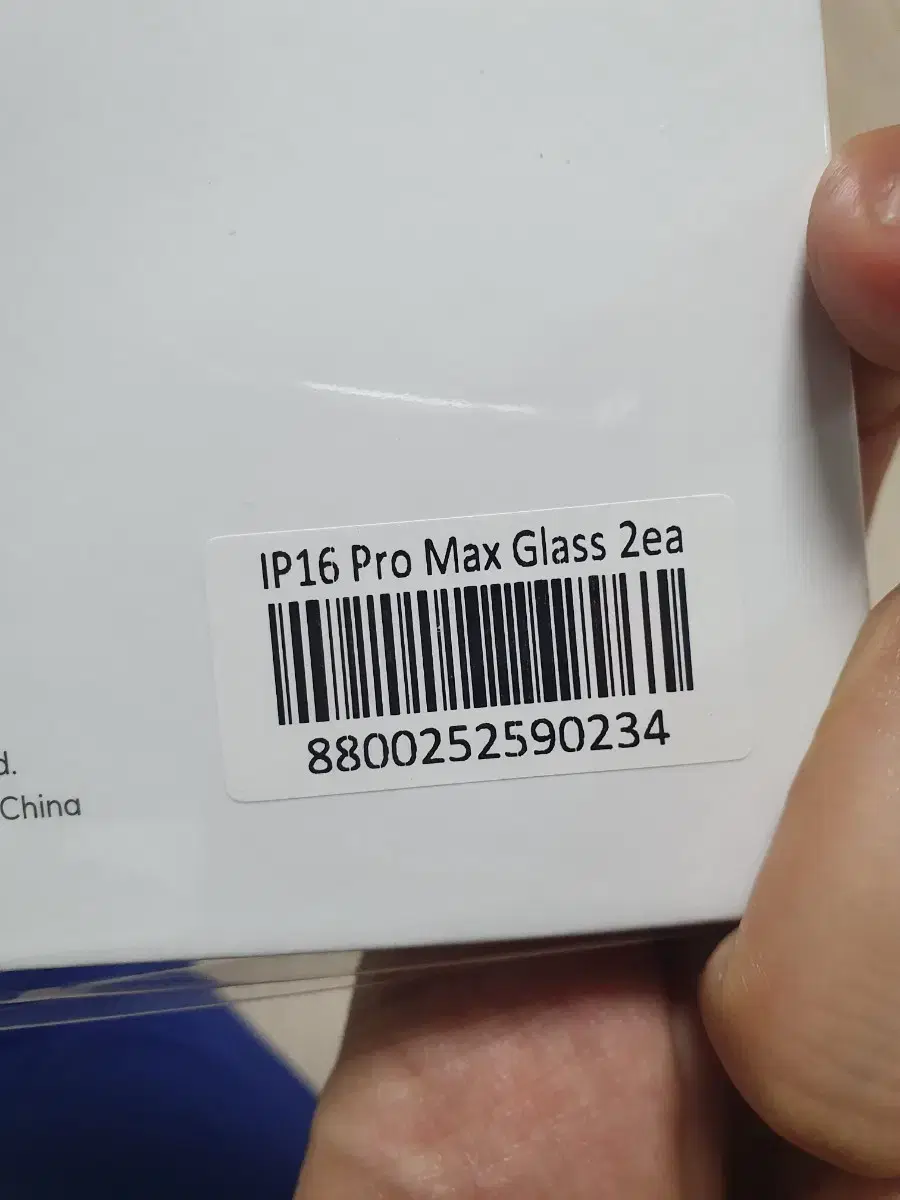 IP16 Pro Max Glass 2ea
8800252590234
d.
China